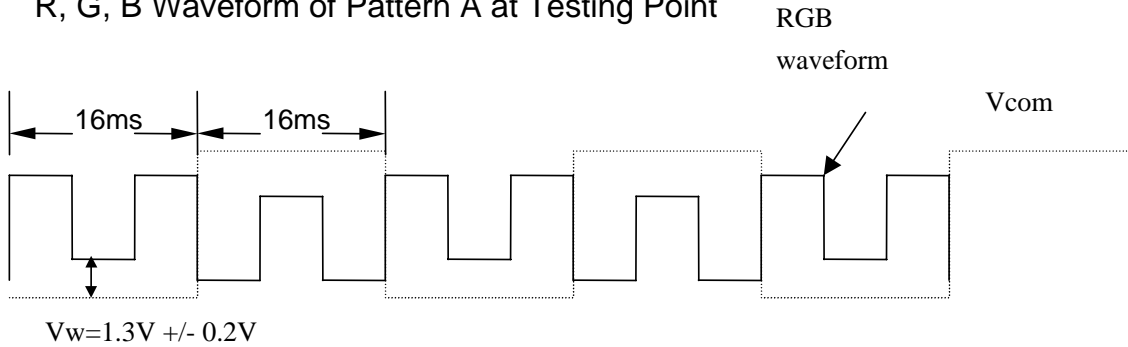 R, G, B Waveform of Pattern A at Testing Point
RGB
waveform
Vcom
16ms
16ms
Vw=1.3V +/- 0.2V